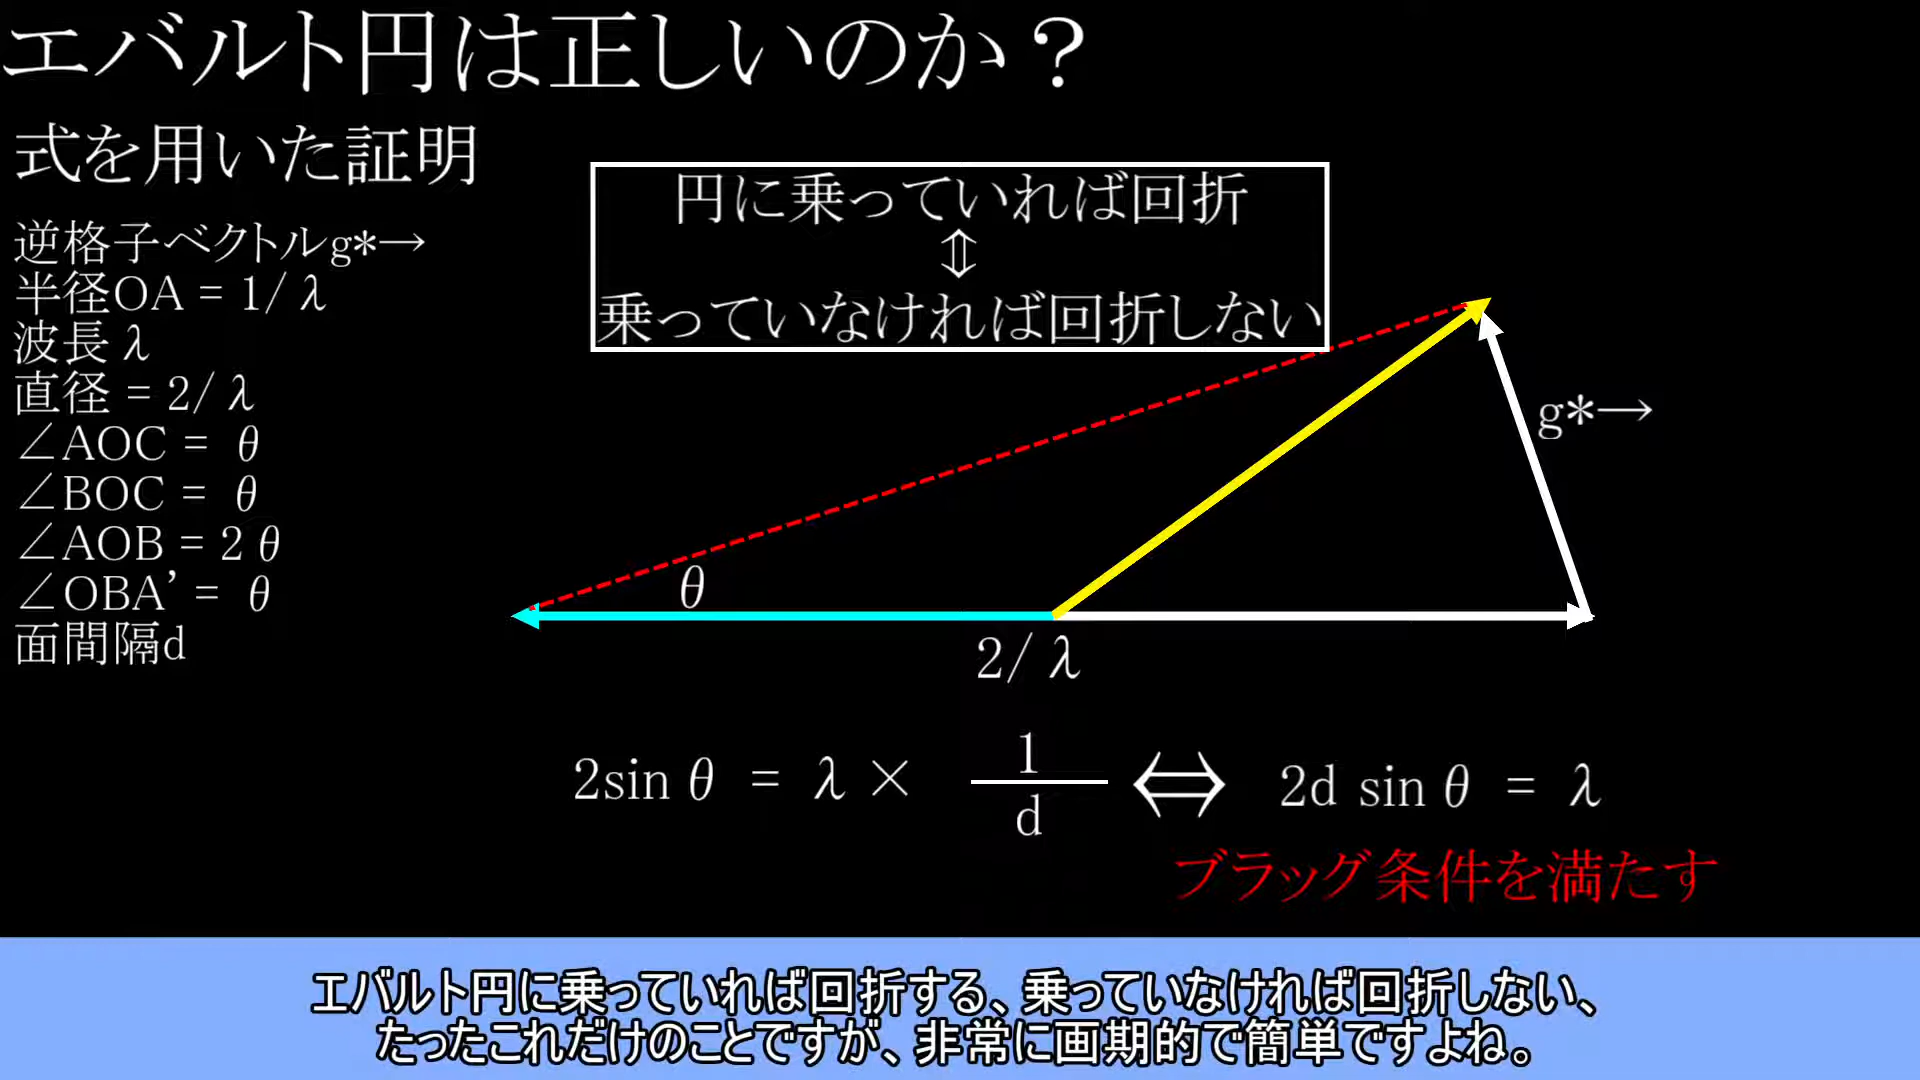 エバルト円は正しいのか？
式を用いた証明
逆格子ベクトルg*→
半径OA = 1/λ
波長λ
直径 = 2/λ
∠AOC = θ
∠BOC = θ
∠AOB = 2θ
∠OBA' = θ
面間隔d
円に乗っていれば回折
⇕
乗っていなければ回折しない
g*→
θ
2/λ
2sinθ = λ× 1/d ⇔ 2d sinθ = λ
ブラッグ条件を満たす
エバルト円に乗っていれば回折する、乗っていなければ回折しない、
たったこれだけのことですが、非常に画期的で簡単ですよね。